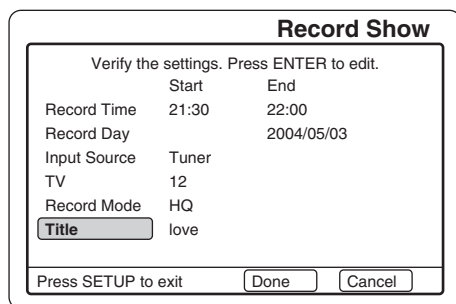 Record Show
Verify the settings. Press ENTER to edit.
Start End
Record Time 21:30 22:00
Record Day 2004/05/03
Input Source Tuner
TV 12
Record Mode HQ
Title love
Press SETUP to exit Done Cancel